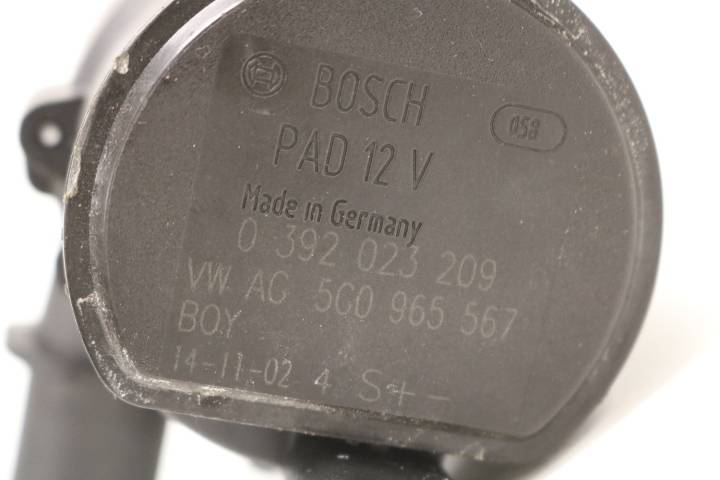 BOSCH
058
PAD 12 V
Made in Germany
0 392 023 209
VW AG 5G0 965 567
BOY
14-11-02 4 S + -